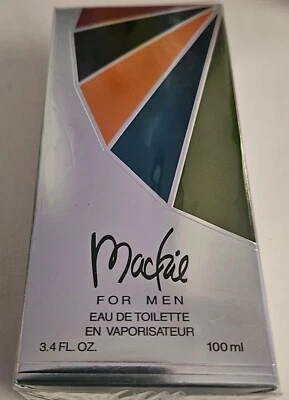 Mackie
FOR MEN
EAU DE TOILETTE
EN VAPORISATEUR
3.4 FL. OZ. 100 ml